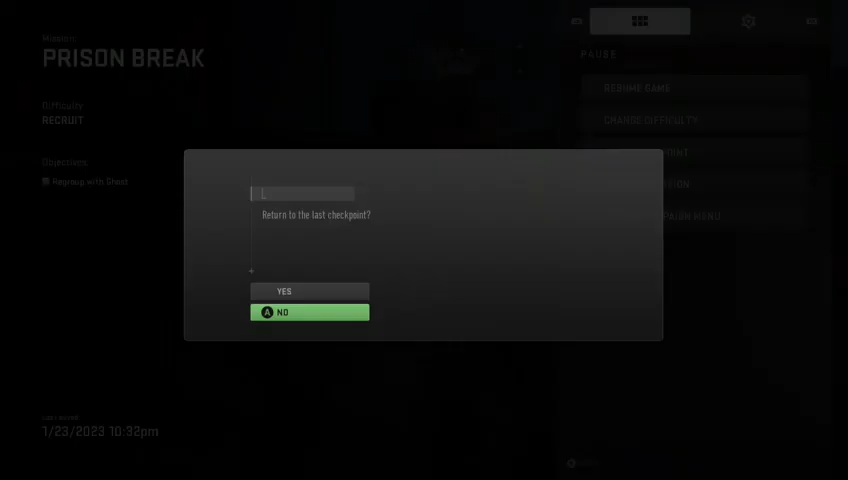 Mission:
PRISON BREAK
Difficulty
RECRUIT
Objectives
Regroup with Ghost
PAUSE
RESUME GAME
CHANGE DIFFICULTY
Return to the last checkpoint?
YES
A NO
1/23/2023 10:32pm